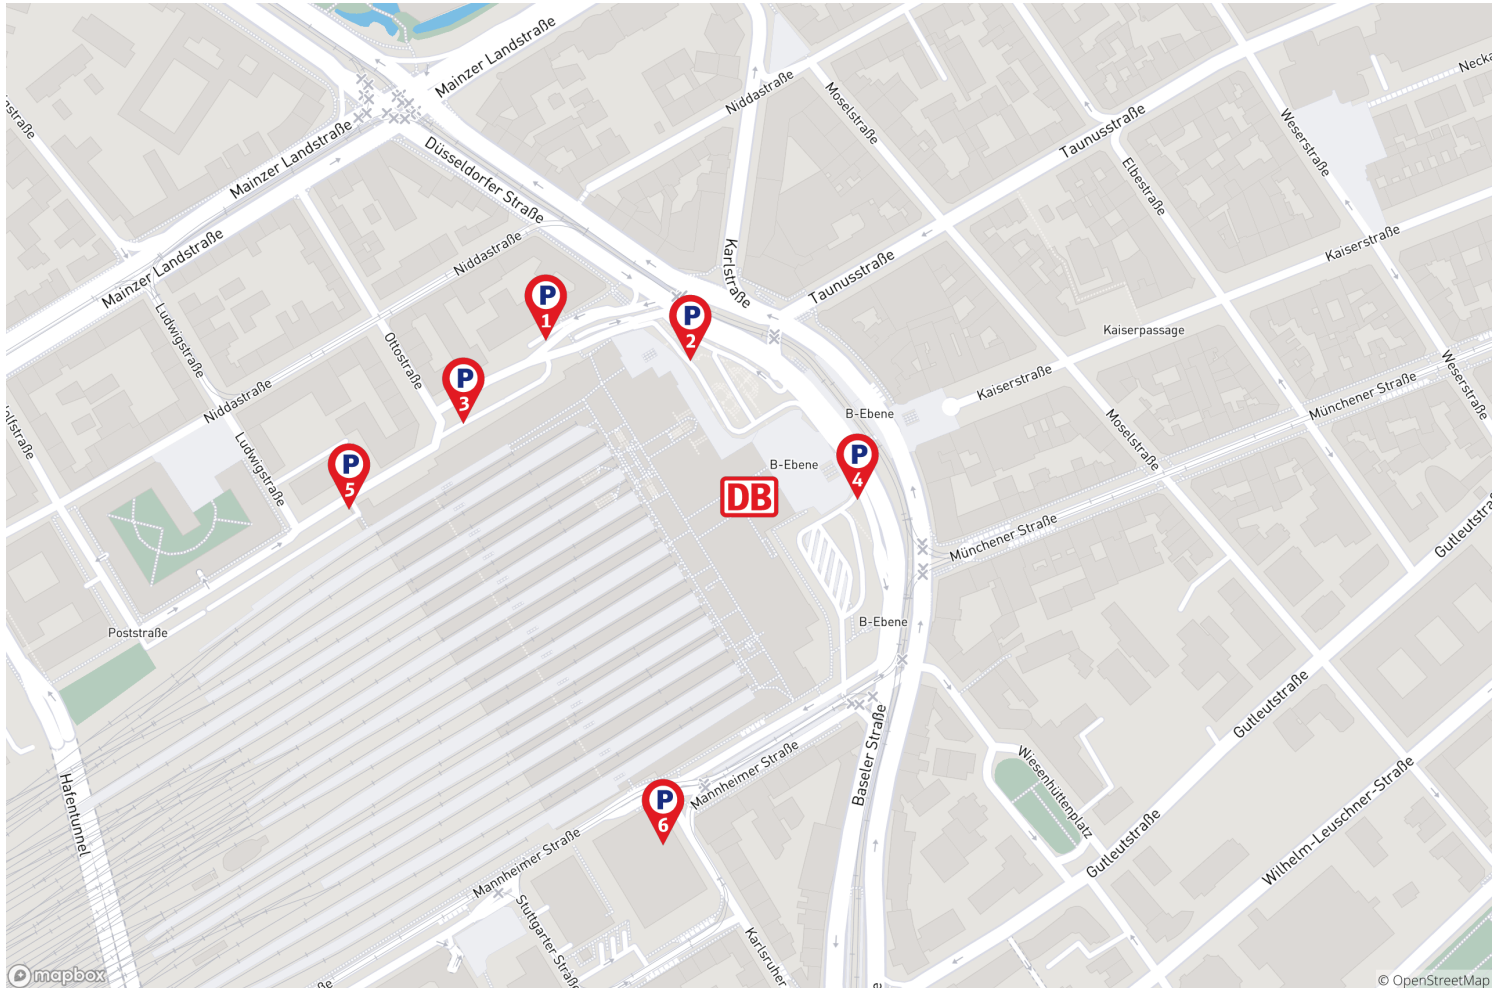 Mainzer Landstraße
Mainzer Landstraße
Mainzer Landstraße
Düsseldorfer Straße
Niddastraße
Niddastraße
Niddastraße
Moselstraße
Taunusstraße
Weserstraße
Elbestraße
Kaiserstraße
Karlstraße
Taunusstraße
Kaiserpassage
Kaiserstraße
Münchener Straße
Weserstraße
Ludwigstraße
Ottostraße
P
1
P
2
P
3
B-Ebene
Moselstraße
Ludwigstraße
P
5
B-Ebene
P
4
DB
Münchener Straße
Poststraße
B-Ebene
Gutleutstraße
Baseler Straße
Mannheimer Straße
Wiesenhüttenplatz
Hafentunnel
P
6
Mannheimer Straße
Gutleutstraße
Wilhelm-Leuschner-Straße
Stuttgarter Straße
Karlsruher
mapbox
© OpenStreetMap